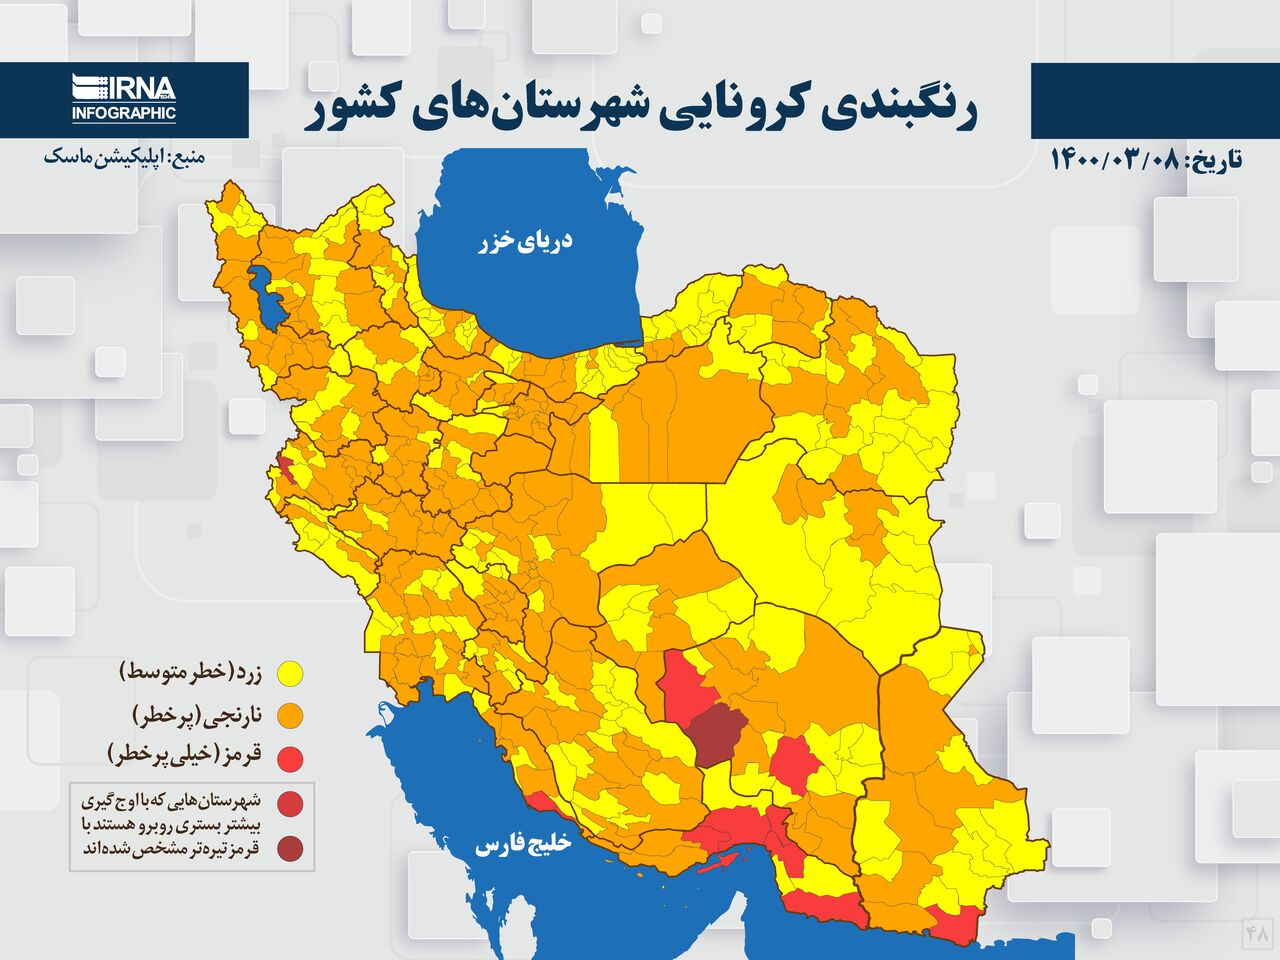 IRNA
INFOGRAPHIC
رنگبندی کرونایی شهرستان‌های کشور
تاریخ: ۱۴۰۰/۰۳/۰۸
منبع: اپلیکیشن ماسک
دریای خزر
زرد (خطر متوسط)
نارنجی (پرخطر)
قرمز (خیلی پرخطر)
شهرستان‌هایی که با اوج گیری
بیشتر بستری روبرو هستند با
قرمز تیره‌تر مشخص شده‌اند
خلیج فارس
۴۸